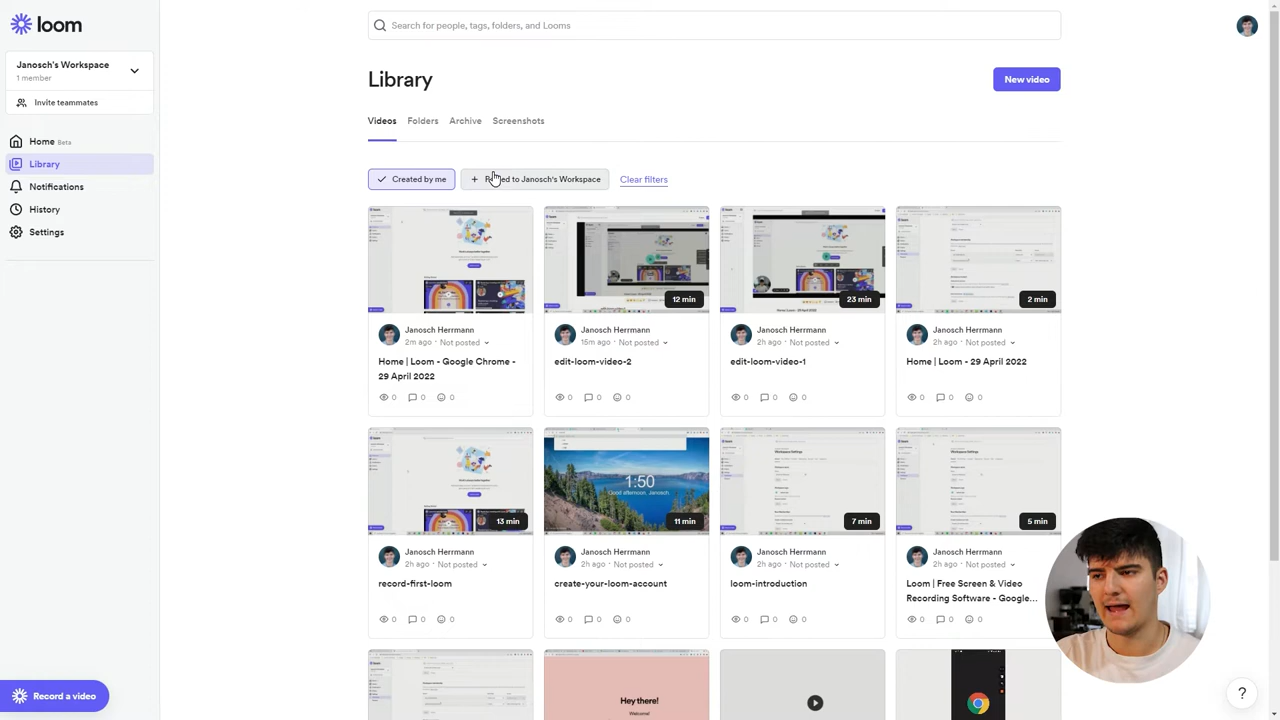 loom
Search for people, tags, folders, and Looms
Janosch's Workspace
1 member
Invite teammates
Library
New video
Videos
Folders
Archive
Screenshots
Home Beta
Library
Notifications
History
Settings
Created by me
to Janosch's Workspace
Clear filters
12 min
23 min
2 min
Janosch Herrmann
2m ago · Not posted
Home | Loom - Google Chrome -
29 April 2022
0 0 0
Janosch Herrmann
15m ago · Not posted
edit-loom-video-2
0 0 0
Janosch Herrmann
2h ago · Not posted
edit-loom-video-1
0 0 0
Janosch Herrmann
2h ago · Not posted
Home | Loom - 29 April 2022
0 0 0
13 min
1:50
Good afternoon, Janosch.
11 min
7 min
5 min
Janosch Herrmann
2h ago · Not posted
record-first-loom
0 0 0
Janosch Herrmann
2h ago · Not posted
create-your-loom-account
0 0 0
Janosch Herrmann
2h ago · Not posted
loom-introduction
0 0 0
Janosch Herrmann
2h ago · Not posted
Loom | Free Screen & Video
Recording Software - Google...
0 0 0
Hey there!
Welcome!
Record a video
?